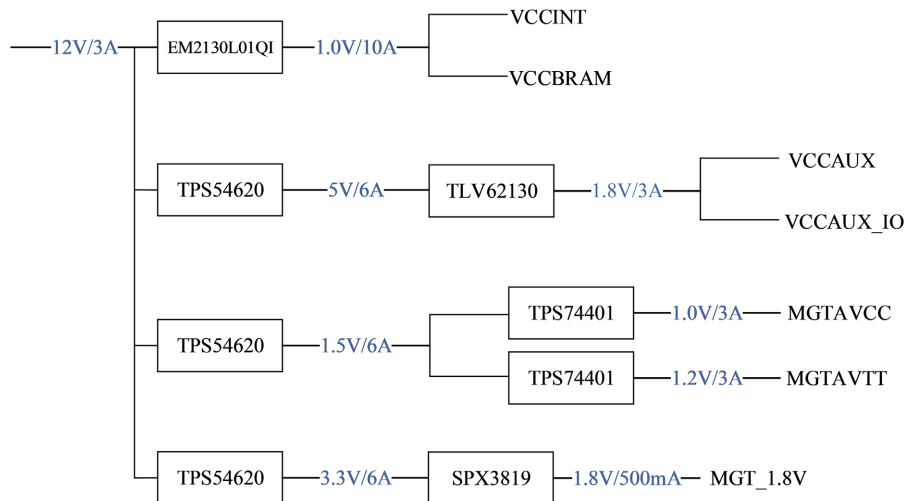 12V/3A
EM2130L01QI
1.0V/10A
VCCINT
VCCBRAM
TPS54620
5V/6A
TLV62130
1.8V/3A
VCCAUX
VCCAUX_IO
TPS54620
1.5V/6A
TPS74401
1.0V/3A
MGTAVCC
TPS74401
1.2V/3A
MGTAVTT
TPS54620
3.3V/6A
SPX3819
1.8V/500mA
MGT_1.8V